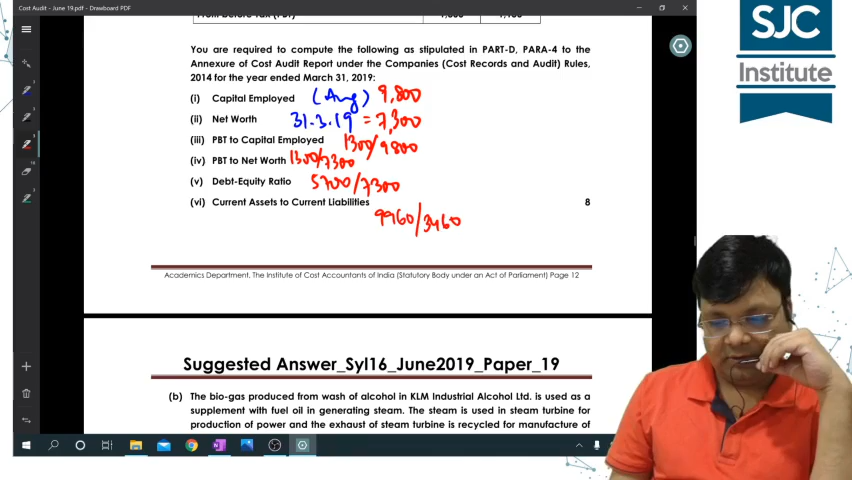 Cost Audit - June 19.pdf - Drawboard PDF
SJC
Institute
You are required to compute the following as stipulated in PART-D, PARA-4 to the
Annexure of Cost Audit Report under the Companies (Cost Records and Audit) Rules,
2014 for the year ended March 31, 2019:
(i) Capital Employed (Avg) 9,800
(ii) Net Worth 31.3.19 = 7,300
(iii) PBT to Capital Employed 1300/9800
(iv) PBT to Net Worth 1300/7300
(v) Debt-Equity Ratio 5700/7300
(vi) Current Assets to Current Liabilities 8
9960/3460
Academics Department, The Institute of Cost Accountants of India (Statutory Body under an Act of Parliament) Page 12
Suggested Answer_Syl16_June2019_Paper_19
(b) The bio-gas produced from wash of alcohol in KLM Industrial Alcohol Ltd. is used as a
supplement with fuel oil in generating steam. The steam is used in steam turbine for
production of power and the exhaust of steam turbine is recycled for manufacture of